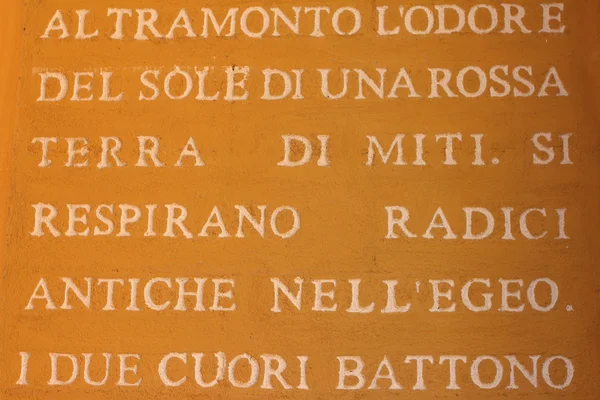 AL TRAMONTO L'ODORE
DEL SOLE DI UNA ROSSA
TERRA DI MITI. SI
RESPIRANO RADICI
ANTICHE NELL'EGEO.
I DUE CUORI BATTONO